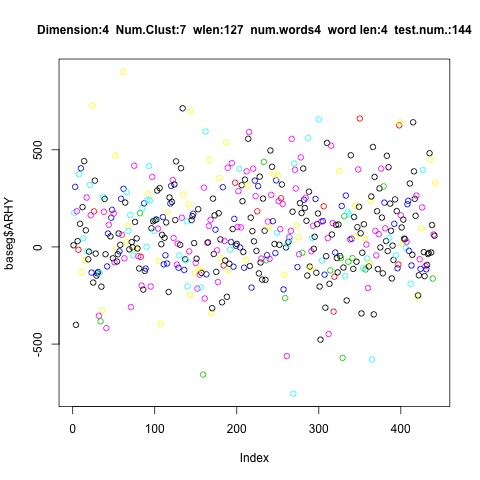 Dimension:4 Num.Clust:7 wlen:127 num.words4 word len:4 test.num.:144
baseg$ARHY
500
0
-500
0 100 200 300 400
Index